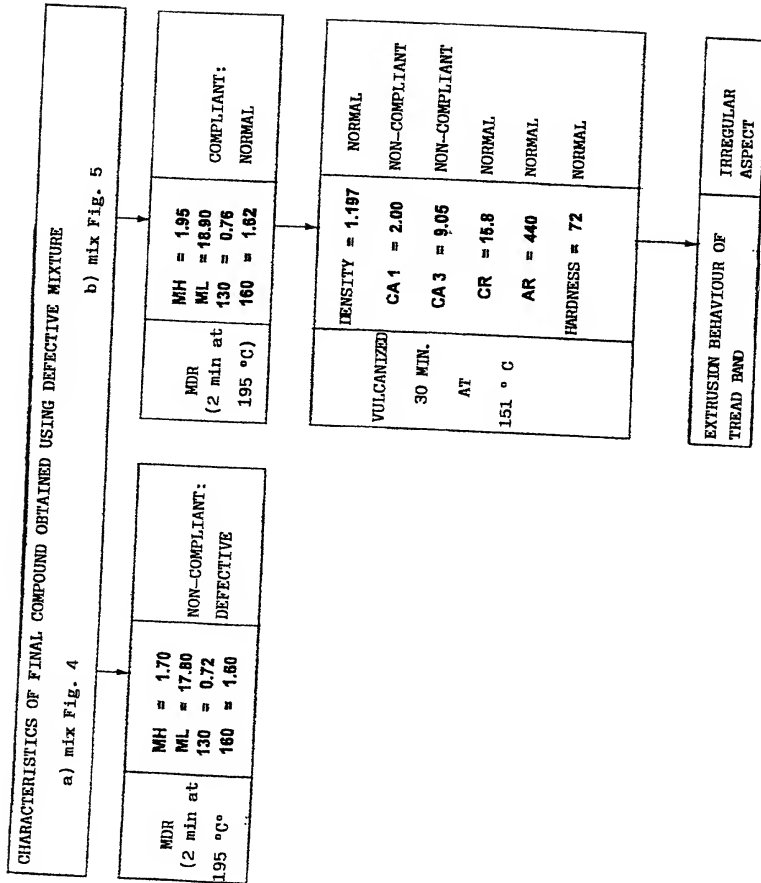 CHARACTERISTICS OF FINAL COMPOUND OBTAINED USING DEFECTIVE MIXTURE
a) mix Fig. 4
b) mix Fig. 5
MDR
(2 min at
195 °C°
MH = 1.70
ML = 17.80
130 = 0.72
160 = 1.60
NON-COMPLIANT:
DEFECTIVE
MDR
(2 min at
195 °C)
MH = 1.95
ML = 18.90
130 = 0.76
160 = 1.62
COMPLIANT:
NORMAL
VULCANIZED
30 MIN.
AT
151 ° C
DENSITY = 1.197 NORMAL
CA 1 = 2.00 NON-COMPLIANT
CA 3 = 9.05 NON-COMPLIANT
CR = 15.8 NORMAL
AR = 440 NORMAL
HARDNESS = 72 NORMAL
EXTRUSION BEHAVIOUR OF
TREAD BAND
IRREGULAR
ASPECT